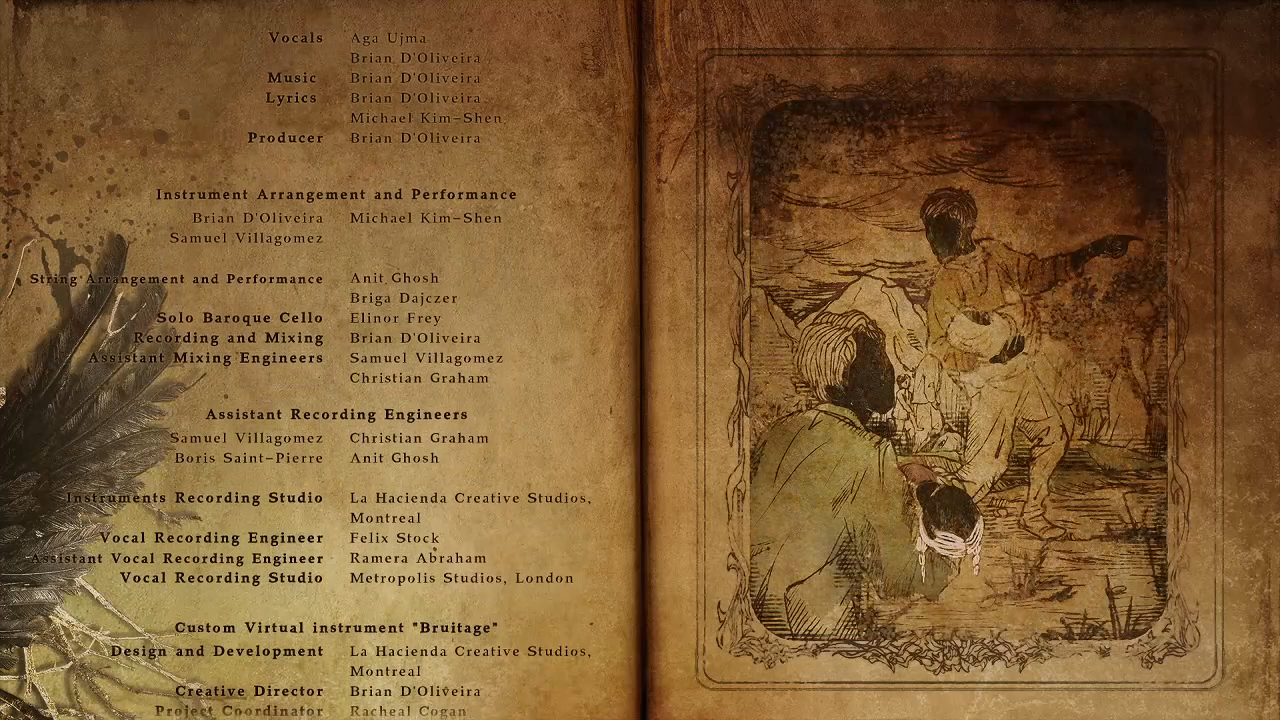 Vocals Aga Ujma
Brian D'Oliveira
Music Brian D'Oliveira
Lyrics Brian D'Oliveira
Michael Kim-Shen
Producer Brian D'Oliveira
Instrument Arrangement and Performance
Brian D'Oliveira Michael Kim-Shen
Samuel Villagomez
String Arrangement and Performance Anit Ghosh
Briga Dajczer
Solo Baroque Cello Elinor Frey
Recording and Mixing Brian D'Oliveira
Assistant Mixing Engineers Samuel Villagomez
Christian Graham
Assistant Recording Engineers
Samuel Villagomez Christian Graham
Boris Saint-Pierre Anit Ghosh
Instruments Recording Studio La Hacienda Creative Studios,
Montreal
Vocal Recording Engineer Felix Stock
Assistant Vocal Recording Engineer Ramera Abraham
Vocal Recording Studio Metropolis Studios, London
Custom Virtual instrument "Bruitage"
Design and Development La Hacienda Creative Studios,
Montreal
Creative Director Brian D'Oliveira
Project Coordinator Racheal Cogan